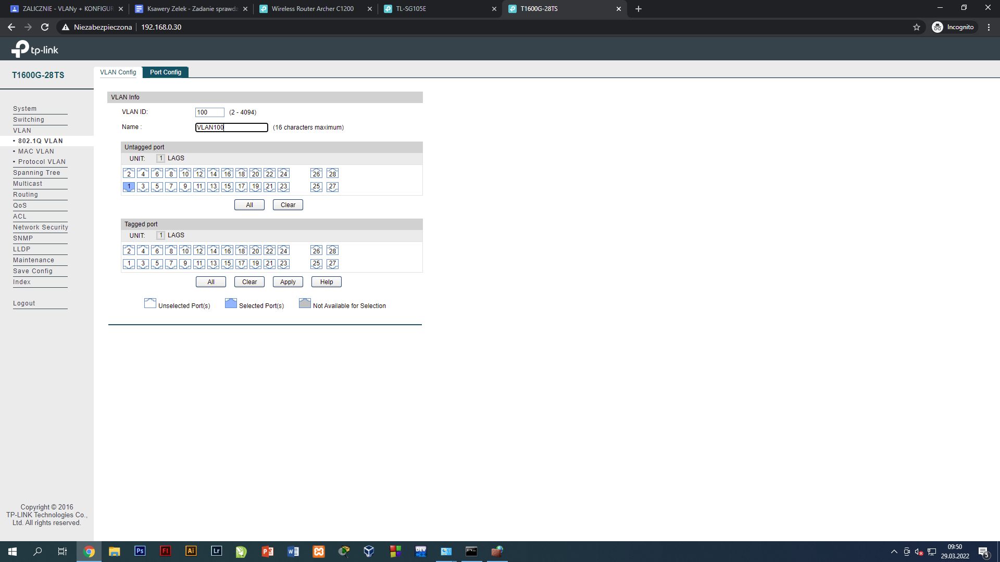 ZALICZNIE - VLANy + KONFIGUR
Ksawery Zelek - Zadanie sprawdz
Wireless Router Archer C1200
TL-SG105E
T1600G-28TS
Niezabezpieczona
192.168.0.30
Incognito
tp-link
T1600G-28TS
VLAN Config
Port Config
System
Switching
VLAN
• 802.1Q VLAN
• MAC VLAN
• Protocol VLAN
Spanning Tree
Multicast
Routing
QoS
ACL
Network Security
SNMP
LLDP
Maintenance
Save Config
Index
Logout
Copyright © 2016
TP-LINK Technologies Co.,
Ltd. All rights reserved.
VLAN Info
VLAN ID: 100 (2 - 4094)
Name : VLAN100 (16 characters maximum)
Untagged port
UNIT: 1 LAGS
2 4 6 8 10 12 14 16 18 20 22 24 26 28
1 3 5 7 9 11 13 15 17 19 21 23 25 27
All Clear
Tagged port
UNIT: 1 LAGS
2 4 6 8 10 12 14 16 18 20 22 24 26 28
1 3 5 7 9 11 13 15 17 19 21 23 25 27
All Clear Apply Help
Unselected Port(s) Selected Port(s) Not Available for Selection
Ps Fl Ai Lr DEV
09:50
29.03.2022
5